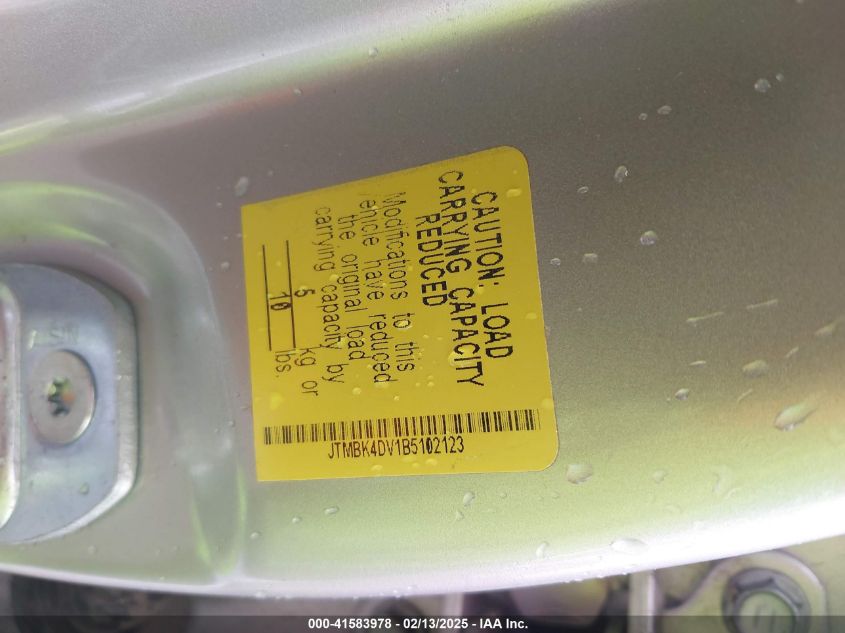 CAUTION: LOAD
CARRYING CAPACITY
REDUCED
Modifications to this
vehicle have reduced
the original load
carrying capacity by
5 kg or
10 lbs.
JTMBK4DV1B5102123
000-41583978 - 02/13/2025 - IAA Inc.